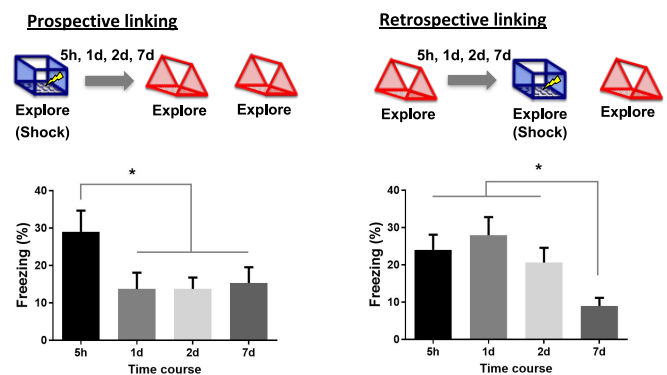 Prospective linking
5h, 1d, 2d, 7d
Explore
(Shock)
Explore
Explore
*
Freezing (%)
40
30
20
10
0
5h
1d
2d
7d
Time course
Retrospective linking
5h, 1d, 2d, 7d
Explore
Explore
(Shock)
Explore
*
Freezing (%)
40
30
20
10
0
5h
1d
2d
7d
Time course